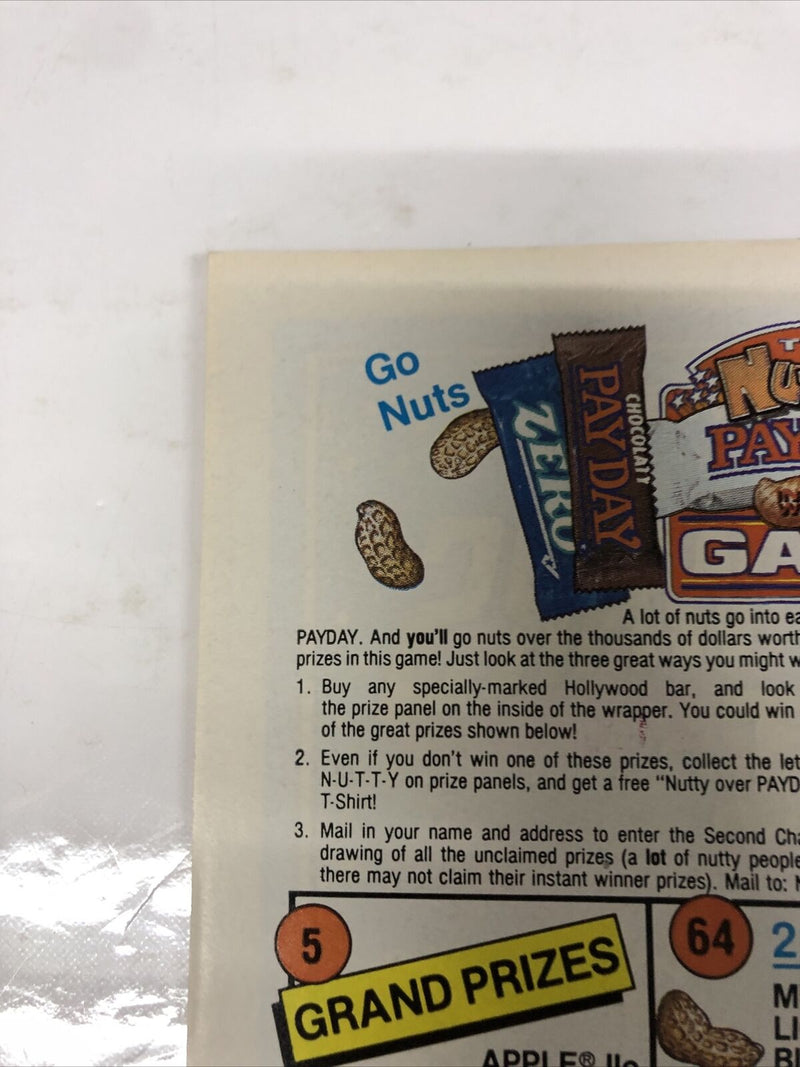 Go
Nuts
ZERO
CHOCOLATY
PAYDAY
T
NU
PAY
GA
A lot of nuts go into ea
PAYDAY. And you'll go nuts over the thousands of dollars worth
prizes in this game! Just look at the three great ways you might w
1. Buy any specially-marked Hollywood bar, and look
the prize panel on the inside of the wrapper. You could win
of the great prizes shown below!
2. Even if you don't win one of these prizes, collect the let
N-U-T-T-Y on prize panels, and get a free "Nutty over PAYD
T-Shirt!
3. Mail in your name and address to enter the Second Cha
drawing of all the unclaimed prizes (a lot of nutty people
there may not claim their instant winner prizes). Mail to:
5
GRAND PRIZES
APPLE® IIc
64
2
M
LI
BI